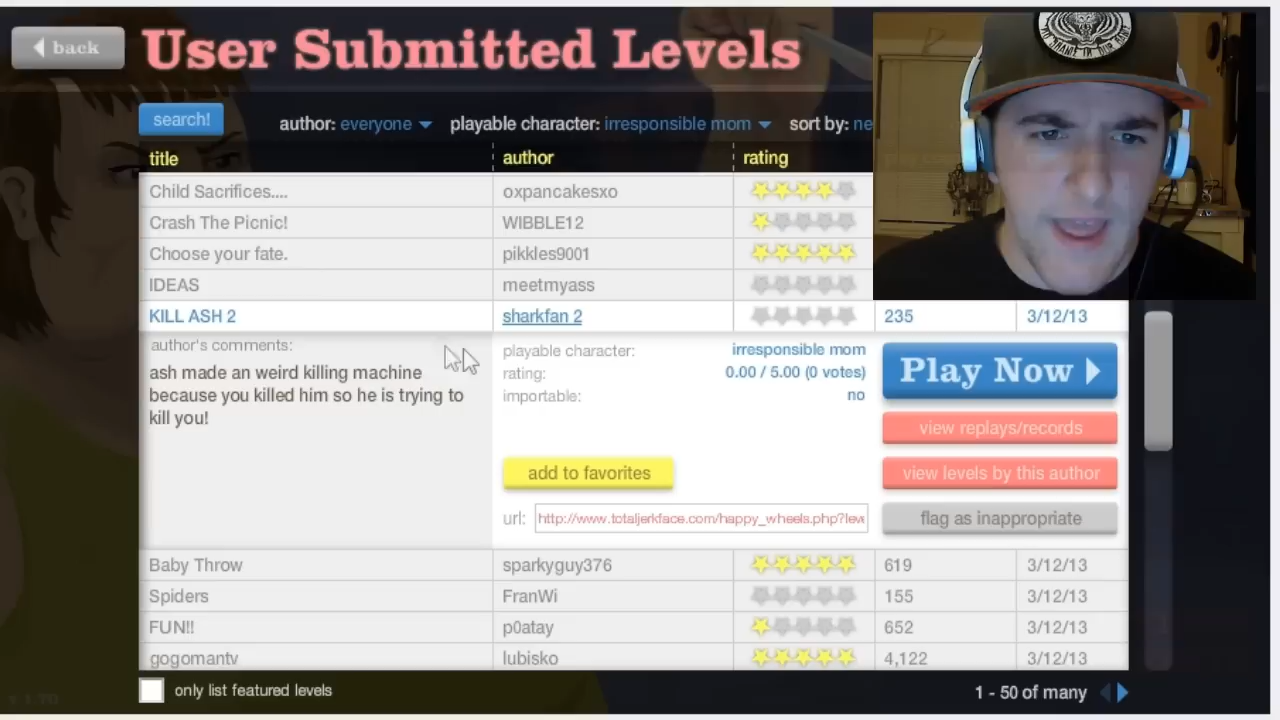 back
User Submitted Levels
search!
author: everyone
playable character: irresponsible mom
sort by: ne
title author rating
Child Sacrifices.... oxpancakesxo
Crash The Picnic! WIBBLE12
Choose your fate. pikkles9001
IDEAS meetmyass
KILL ASH 2 sharkfan 2 235 3/12/13
author's comments:
ash made an weird killing machine
because you killed him so he is trying to
kill you!
playable character: irresponsible mom
rating: 0.00 / 5.00 (0 votes)
importable: no
add to favorites
url: http://www.totaljerkface.com/happy_wheels.php?leve
Play Now
view replays/records
view levels by this author
flag as inappropriate
Baby Throw sparkyguy376 619 3/12/13
Spiders FranWi 155 3/12/13
FUN!! p0atay 652 3/12/13
gogomantv lubisko 4,122 3/12/13
only list featured levels
1 - 50 of many